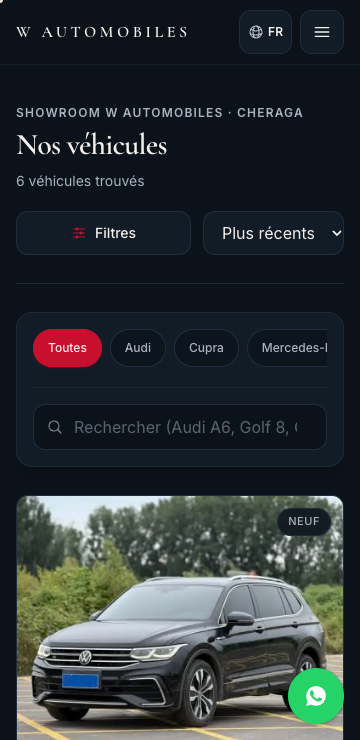 W AUTOMOBILES
FR
SHOWROOM W AUTOMOBILES · CHERAGA
Nos véhicules
6 véhicules trouvés
Filtres
Plus récents
Toutes
Audi
Cupra
Mercedes-
Rechercher (Audi A6, Golf 8,
NEUF